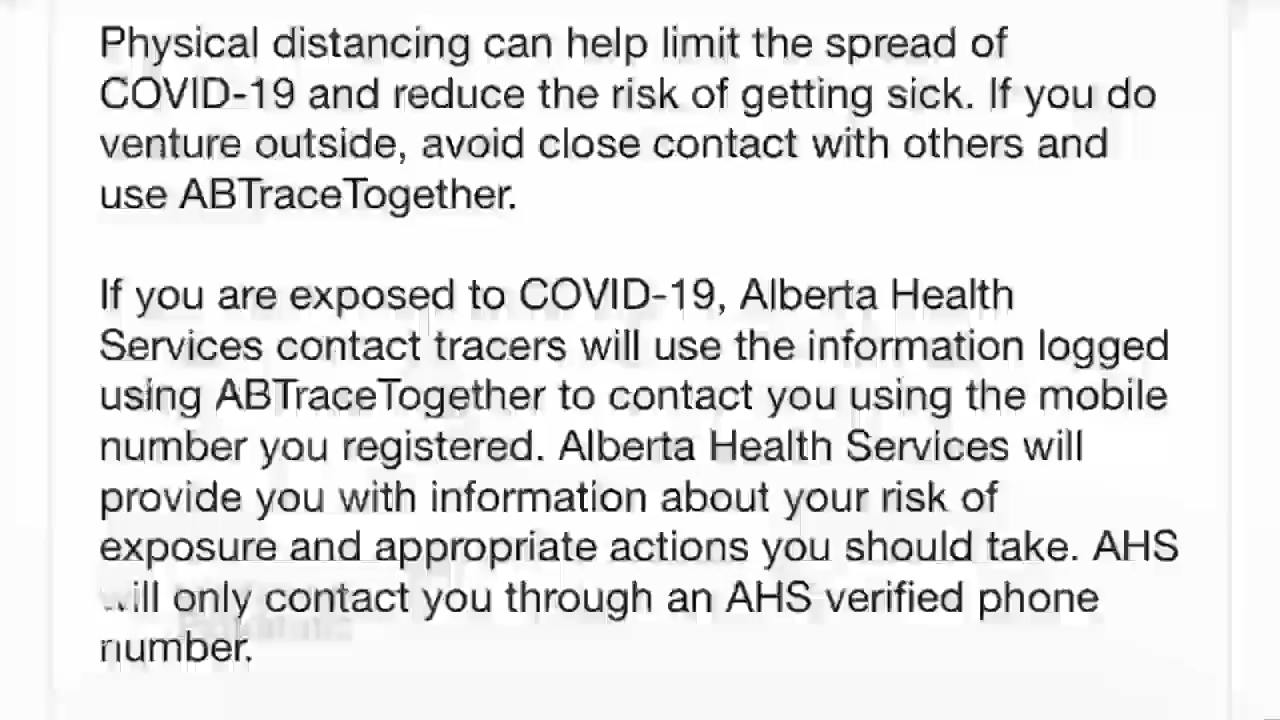 Physical distancing can help limit the spread of
COVID-19 and reduce the risk of getting sick. If you do
venture outside, avoid close contact with others and
use ABTraceTogether.
If you are exposed to COVID-19, Alberta Health
Services contact tracers will use the information logged
using ABTraceTogether to contact you using the mobile
number you registered. Alberta Health Services will
provide you with information about your risk of
exposure and appropriate actions you should take. AHS
will only contact you through an AHS verified phone
number.